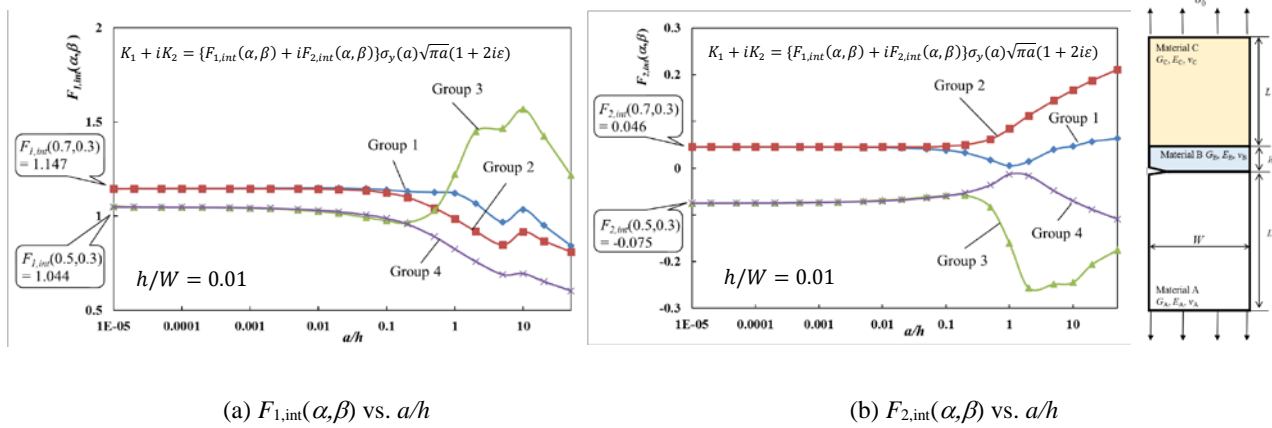 2
1.5
1
0.5
F1,int(α,β)
K₁ + iK₂ = {F₁,ᵢₙₜ(α, β) + iF₂,ᵢₙₜ(α, β)}σ_y(a)√πa(1 + 2iε)
Group 3
Group 1
Group 2
Group 4
F1,int(0.7,0.3)
= 1.147
F1,int(0.5,0.3)
= 1.044
h/W = 0.01
1E-05 0.0001 0.001 0.01 0.1 1 10
a/h
0.3
0.2
0.1
0
-0.1
-0.2
-0.3
F2,int(α,β)
K₁ + iK₂ = {F₁,ᵢₙₜ(α, β) + iF₂,ᵢₙₜ(α, β)}σ_y(a)√πa(1 + 2iε)
Group 2
Group 1
Group 4
Group 3
F2,int(0.7,0.3)
= 0.046
F2,int(0.5,0.3)
= -0.075
h/W = 0.01
1E-05 0.0001 0.001 0.01 0.1 1 10
a/h
Material C
GC, EC, νC
L
Material B GB, EB, νB
W
Material A
GA, EA, νA
(a) F1,int(α,β) vs. a/h
(b) F2,int(α,β) vs. a/h